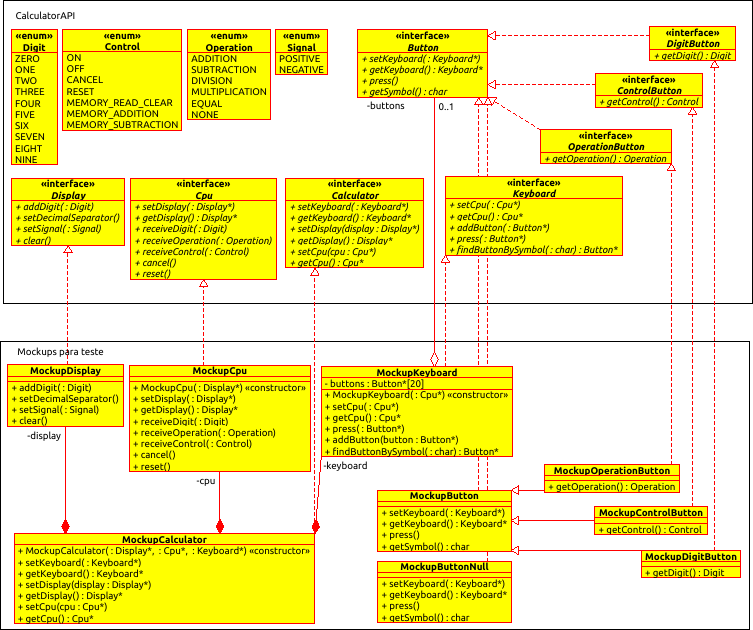 CalculatorAPI
«enum»
Digit
ZERO
ONE
TWO
THREE
FOUR
FIVE
SIX
SEVEN
EIGHT
NINE
«enum»
Control
ON
OFF
CANCEL
RESET
MEMORY_READ_CLEAR
MEMORY_ADDITION
MEMORY_SUBTRACTION
«enum»
Operation
ADDITION
SUBTRACTION
DIVISION
MULTIPLICATION
EQUAL
NONE
«enum»
Signal
POSITIVE
NEGATIVE
«interface»
Button
+ setKeyboard( : Keyboard*)
+ getKeyboard() : Keyboard*
+ press()
+ getSymbol() : char
-buttons
0..1
«interface»
DigitButton
+ getDigit() : Digit
«interface»
ControlButton
+ getControl() : Control
«interface»
OperationButton
+ getOperation() : Operation
«interface»
Display
+ addDigit( : Digit)
+ setDecimalSeparator()
+ setSignal( : Signal)
+ clear()
«interface»
Cpu
+ setDisplay( : Display*)
+ getDisplay() : Display*
+ receiveDigit( : Digit)
+ receiveOperation( : Operation)
+ receiveControl( : Control)
+ cancel()
+ reset()
«interface»
Calculator
+ setKeyboard( : Keyboard*)
+ getKeyboard() : Keyboard*
+ setDisplay(display : Display*)
+ getDisplay() : Display*
+ setCpu(cpu : Cpu*)
+ getCpu() : Cpu*
«interface»
Keyboard
+ setCpu( : Cpu*)
+ getCpu() : Cpu*
+ addButton( : Button*)
+ press( : Button*)
+ findButtonBySymbol( : char) : Button*
Mockups para teste
MockupDisplay
+ addDigit( : Digit)
+ setDecimalSeparator()
+ setSignal( : Signal)
+ clear()
-display
MockupCpu
+ MockupCpu( : Display*) «constructor»
+ setDisplay( : Display*)
+ getDisplay() : Display*
+ receiveDigit( : Digit)
+ receiveOperation( : Operation)
+ receiveControl( : Control)
+ cancel()
+ reset()
-cpu
MockupKeyboard
- buttons : Button*[20]
+ MockupKeyboard( : Cpu*) «constructor»
+ setCpu( : Cpu*)
+ getCpu() : Cpu*
+ press( : Button*)
+ addButton(button : Button*)
+ findButtonBySymbol( : char) : Button*
-keyboard
MockupOperationButton
+ getOperation() : Operation
MockupButton
+ setKeyboard( : Keyboard*)
+ getKeyboard() : Keyboard*
+ press()
+ getSymbol() : char
MockupControlButton
+ getControl() : Control
MockupDigitButton
+ getDigit() : Digit
MockupCalculator
+ MockupCalculator( : Display*, : Cpu*, : Keyboard*) «constructor»
+ setKeyboard( : Keyboard*)
+ getKeyboard() : Keyboard*
+ setDisplay(display : Display*)
+ getDisplay() : Display*
+ setCpu(cpu : Cpu*)
+ getCpu() : Cpu*
MockupButtonNull
+ setKeyboard( : Keyboard*)
+ getKeyboard() : Keyboard*
+ press()
+ getSymbol() : char